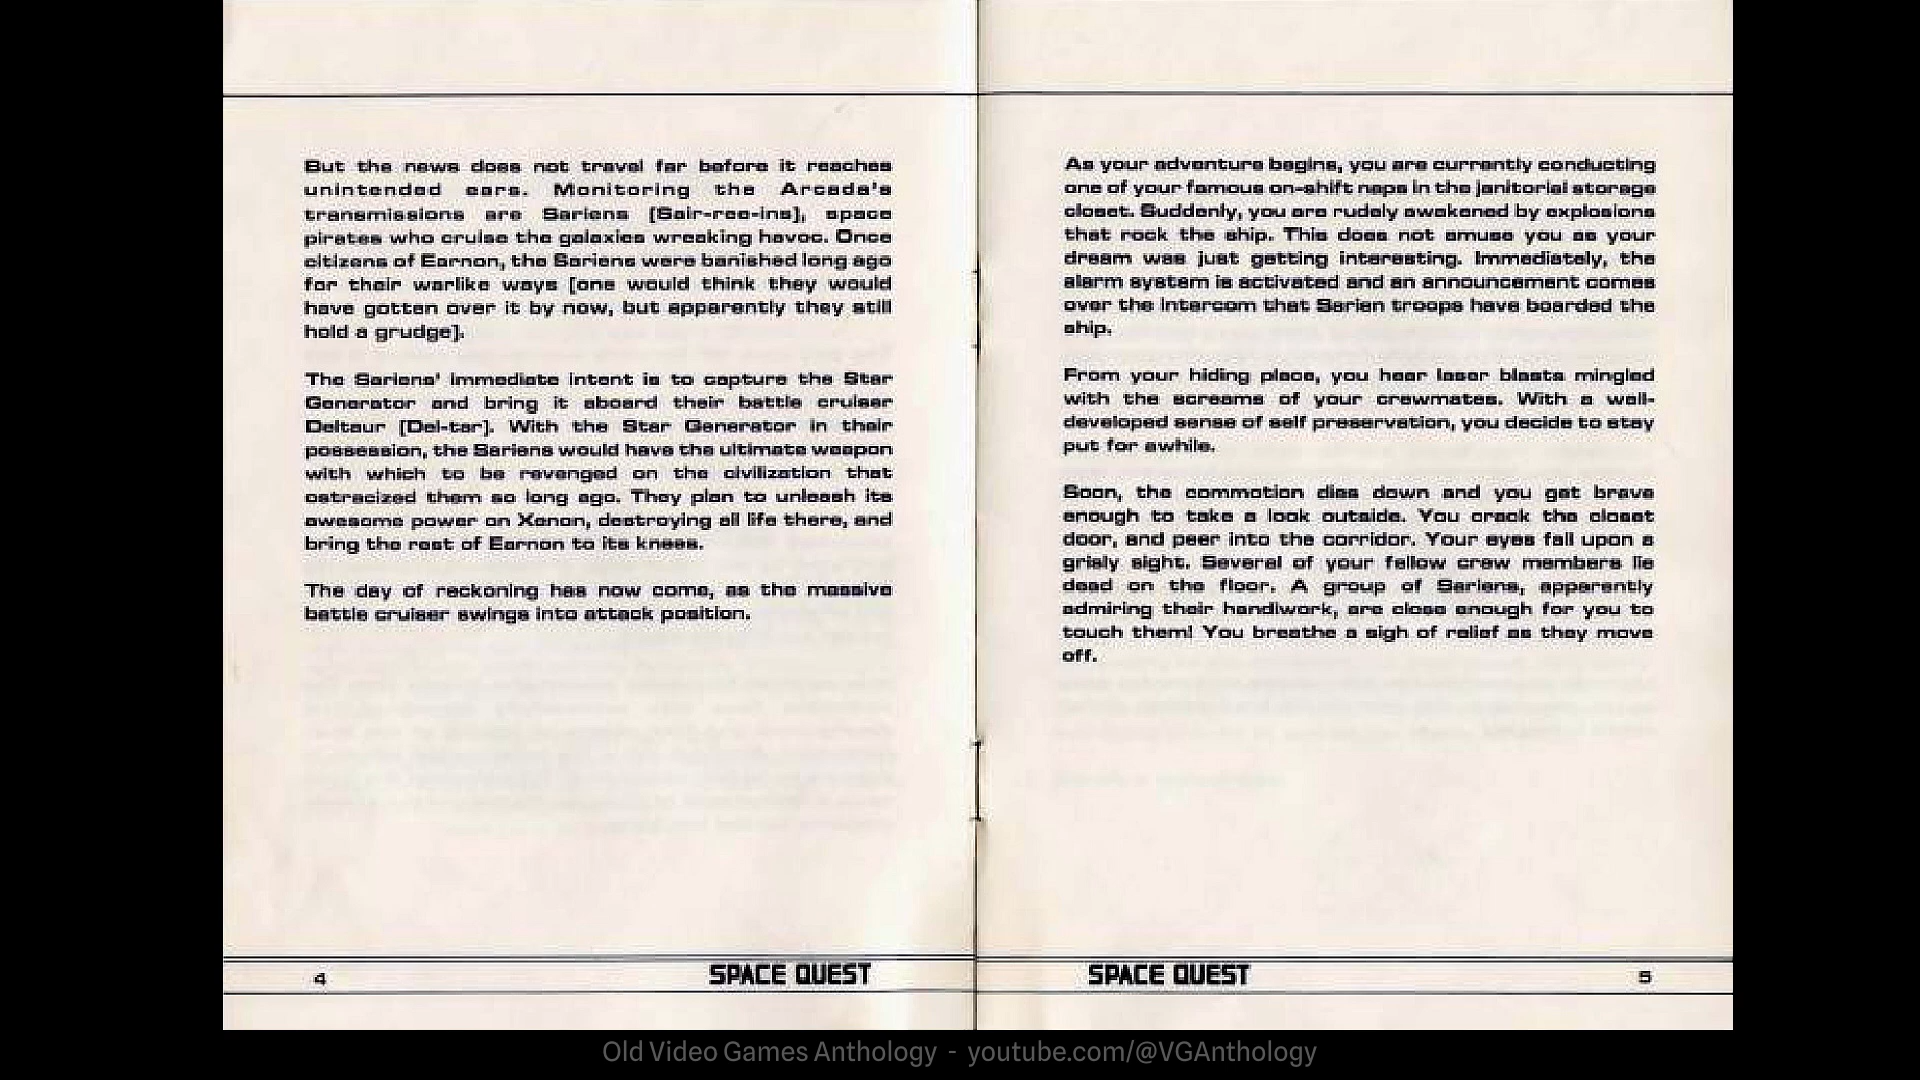 But the news does not travel far before it reaches
unintended ears. Monitoring the Arcada's
transmissions are Sariens [Sair-ree-ins], space
pirates who cruise the galaxies wreaking havoc. Once
citizens of Earnon, the Sariens were banished long ago
for their warlike ways [one would think they would
have gotten over it by now, but apparently they still
hold a grudge].
The Sariens' immediate intent is to capture the Star
Generator and bring it aboard their battle cruiser
Deltaur [Del-tar]. With the Star Generator in their
possession, the Sariens would have the ultimate weapon
with which to be revenged on the civilization that
ostracized them so long ago. They plan to unleash its
awesome power on Xenon, destroying all life there, and
bring the rest of Earnon to its knees.
The day of reckoning has now come, as the massive
battle cruiser swings into attack position.
4
SPACE QUEST
As your adventure begins, you are currently conducting
one of your famous on-shift naps in the janitorial storage
closet. Suddenly, you are rudely awakened by explosions
that rock the ship. This does not amuse you as your
dream was just getting interesting. Immediately, the
alarm system is activated and an announcement comes
over the intercom that Sarien troops have boarded the
ship.
From your hiding place, you hear laser blasts mingled
with the screams of your crewmates. With a well-
developed sense of self preservation, you decide to stay
put for awhile.
Soon, the commotion dies down and you get brave
enough to take a look outside. You crack the closet
door, and peer into the corridor. Your eyes fall upon a
grisly sight. Several of your fellow crew members lie
dead on the floor. A group of Sariens, apparently
admiring their handiwork, are close enough for you to
touch them! You breathe a sigh of relief as they move
off.
SPACE QUEST
5
Old Video Games Anthology - youtube.com/@VGAnthology